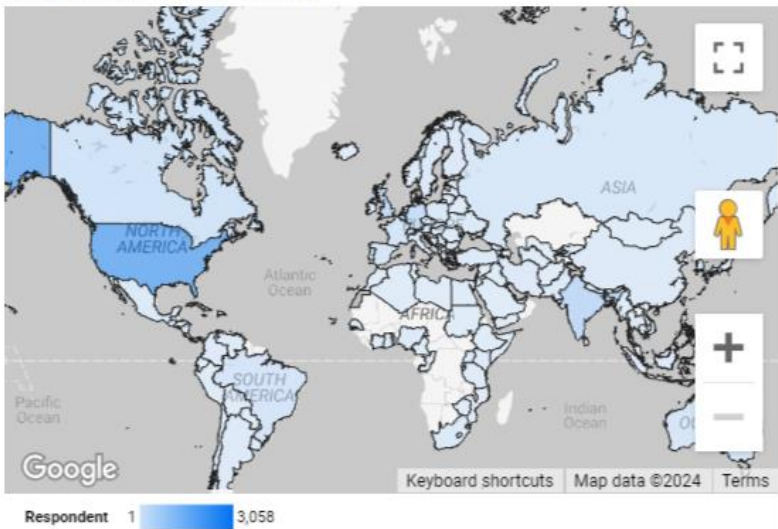 ASIA
NORTH
AMERICA
Atlantic
Ocean
AFRICA
SOUTH
AMERICA
Pacific
Ocean
Indian
Ocean
OC
Google
Keyboard shortcuts
Map data ©2024
Terms
Respondent 1 3,058